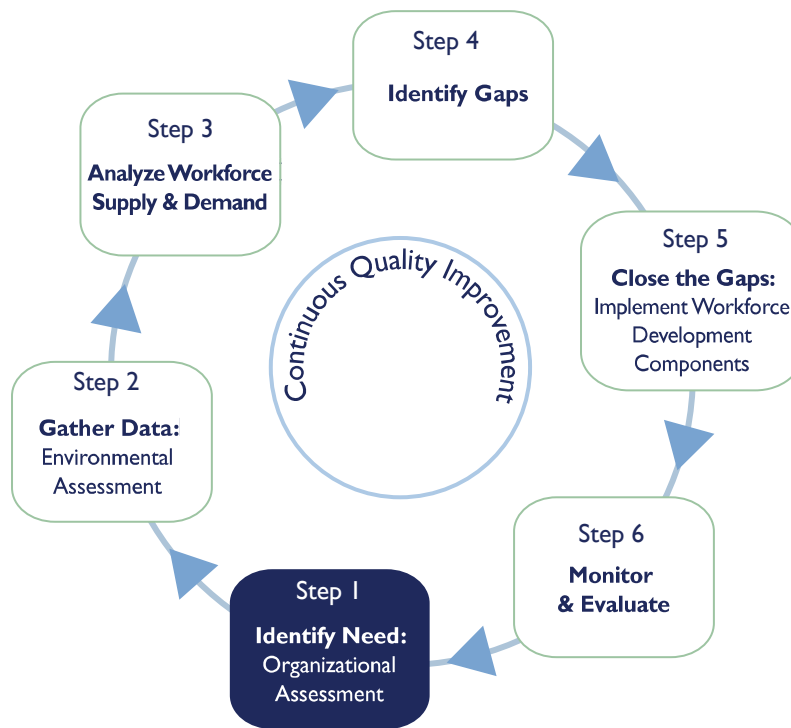 Step 1
Identify Need:
Organizational
Assessment
Step 2
Gather Data:
Environmental
Assessment
Step 3
Analyze Workforce
Supply & Demand
Step 4
Identify Gaps
Step 5
Close the Gaps:
Implement Workforce
Development
Components
Step 6
Monitor
& Evaluate
Continuous Quality Improvement